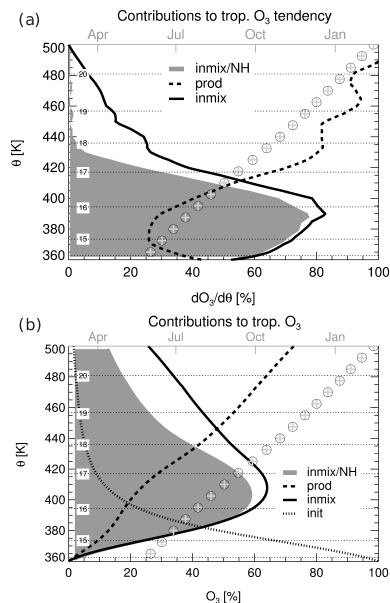 (a) Contributions to trop. O₃ tendency
Apr Jul Oct Jan
500
480
460
440
420
400
380
360
θ [K]
20
19
18
17
16
15
inmix/NH
prod
inmix
0 20 40 60 80 100
dO₃/dθ [%]
(b) Contributions to trop. O₃
Apr Jul Oct Jan
500
480
460
440
420
400
380
360
θ [K]
20
19
18
17
16
15
inmix/NH
prod
inmix
init
0 20 40 60 80 100
O₃ [%]